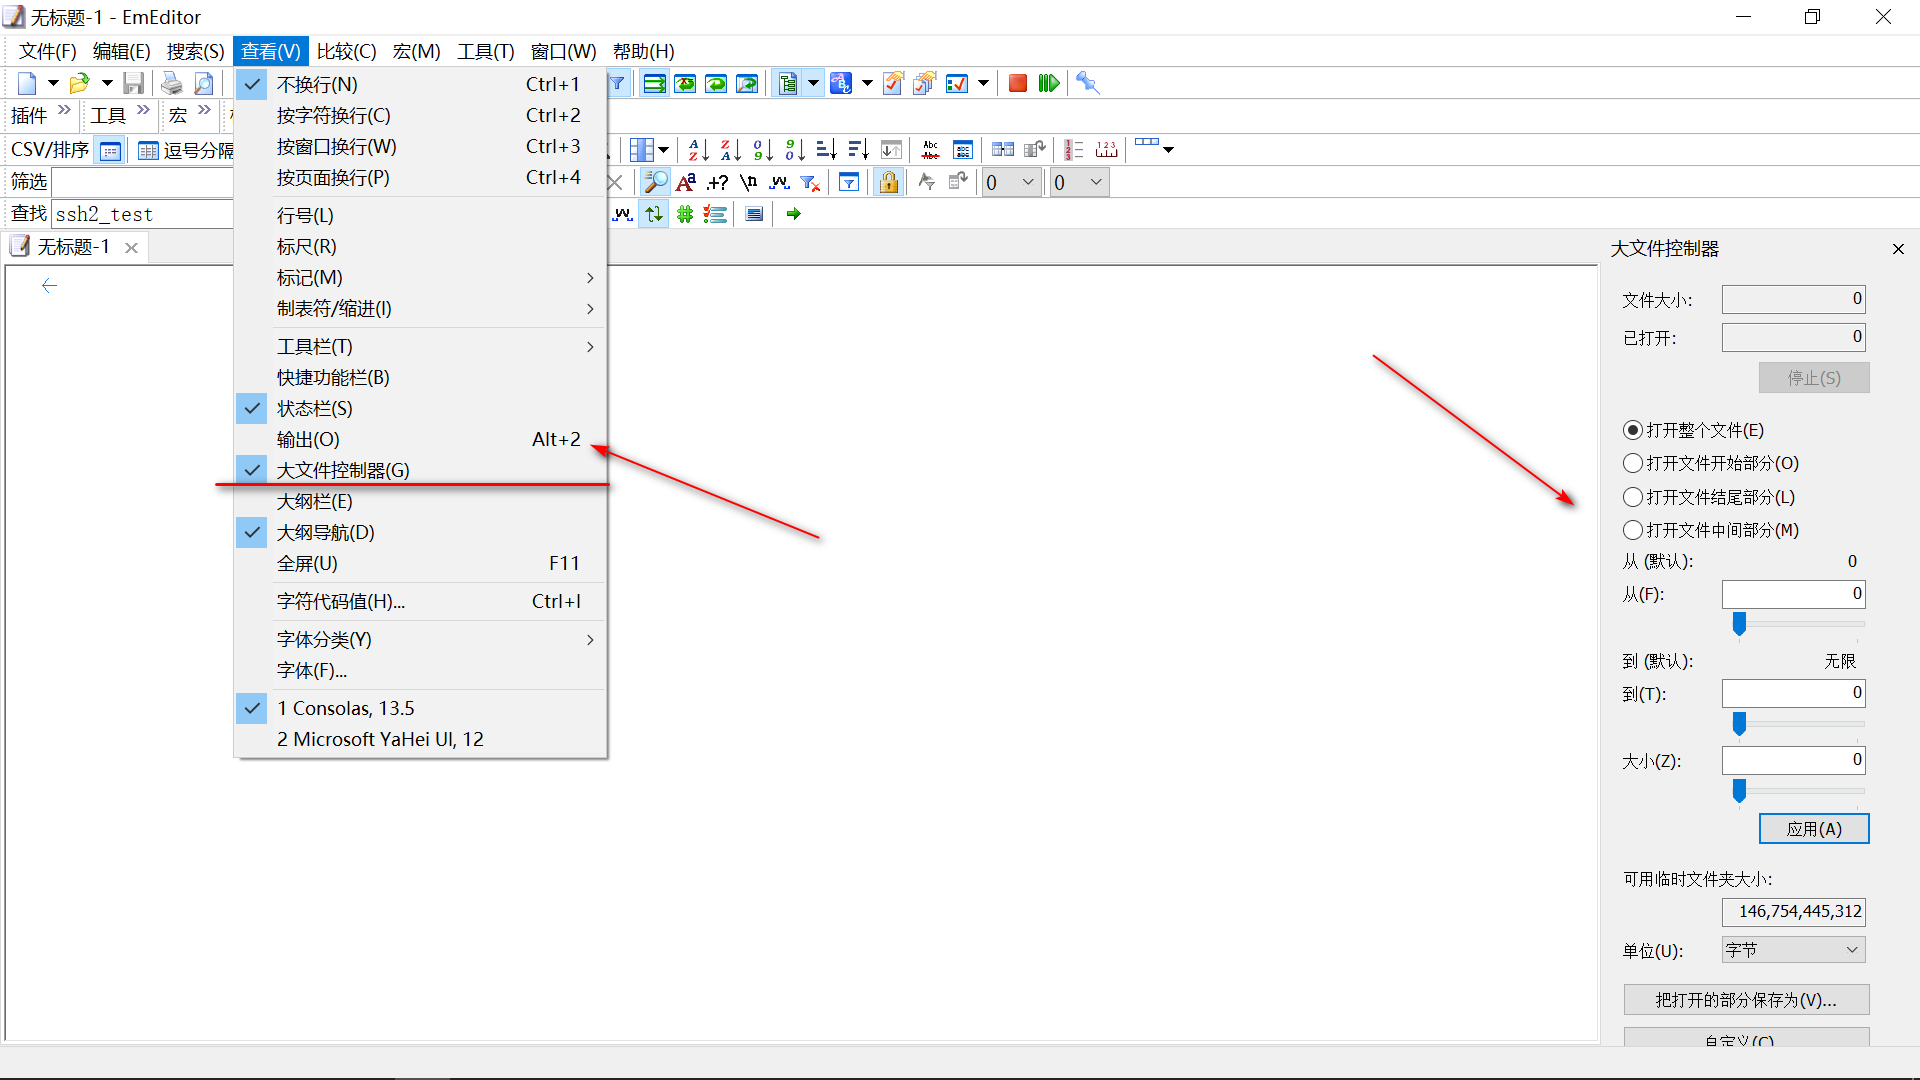 无标题-1 - EmEditor
文件(F) 编辑(E) 搜索(S) 查看(V) 比较(C) 宏(M) 工具(T) 窗口(W) 帮助(H)
插件 工具 宏
CSV/排序 逗号分隔
筛选 0 0
查找 ssh2_test
无标题-1
不换行(N) Ctrl+1
按字符换行(C) Ctrl+2
按窗口换行(W) Ctrl+3
按页面换行(P) Ctrl+4
行号(L)
标尺(R)
标记(M)
制表符/缩进(I)
工具栏(T)
快捷功能栏(B)
状态栏(S)
输出(O) Alt+2
大文件控制器(G)
大纲栏(E)
大纲导航(D)
全屏(U) F11
字符代码值(H)... Ctrl+I
字体分类(Y)
字体(F)...
1 Consolas, 13.5
2 Microsoft YaHei UI, 12
大文件控制器
文件大小: 0
已打开: 0
停止(S)
打开整个文件(E)
打开文件开始部分(O)
打开文件结尾部分(L)
打开文件中间部分(M)
从 (默认): 0
从(F): 0
到 (默认): 无限
到(T): 0
大小(Z): 0
应用(A)
可用临时文件夹大小:
146,754,445,312
单位(U): 字节
把打开的部分保存为(V)...
自定义(C)